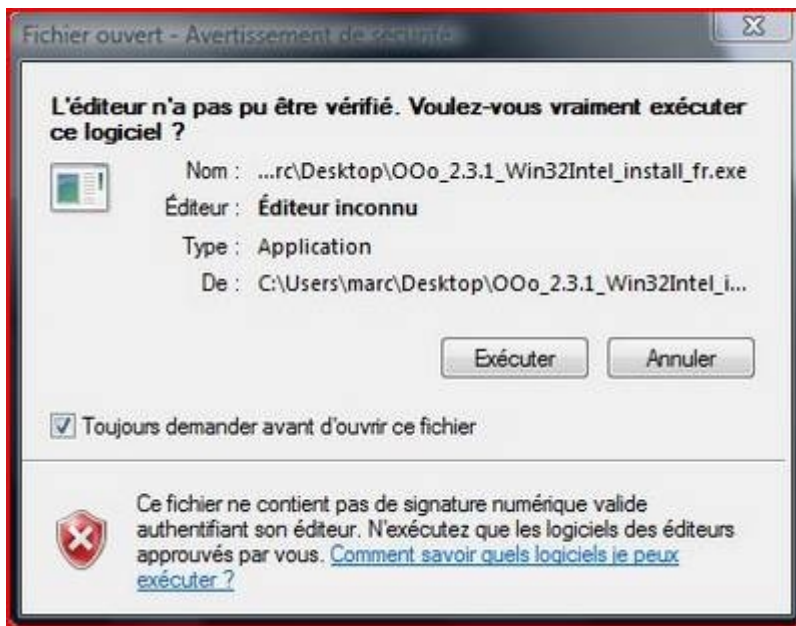 Fichier ouvert - Avertissement de sécurité
L'éditeur n'a pas pu être vérifié. Voulez-vous vraiment exécuter
ce logiciel ?
Nom : ...rc\Desktop\OOo_2.3.1_Win32Intel_install_fr.exe
Éditeur : Éditeur inconnu
Type : Application
De : C:\Users\marc\Desktop\OOo_2.3.1_Win32Intel_i...
Exécuter Annuler
Toujours demander avant d'ouvrir ce fichier
Ce fichier ne contient pas de signature numérique valide
authentifiant son éditeur. N'exécutez que les logiciels des éditeurs
approuvés par vous. Comment savoir quels logiciels je peux
exécuter ?